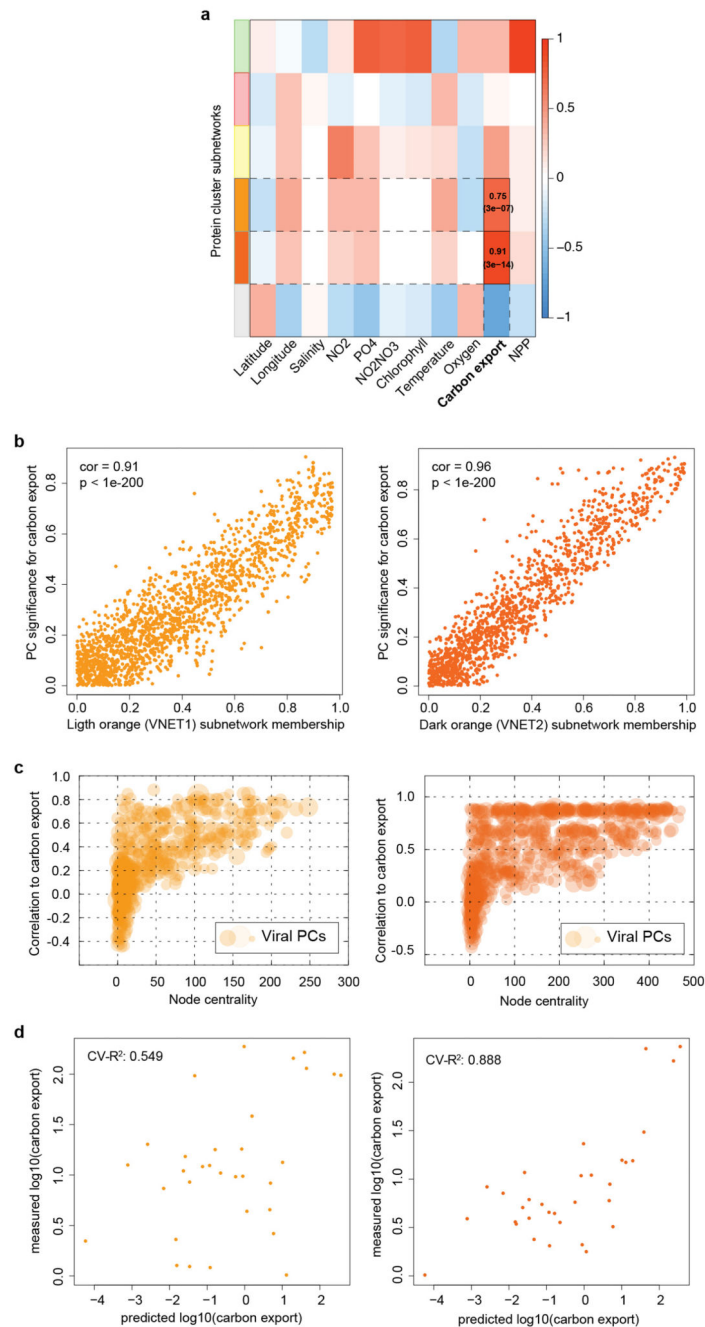 a
Protein cluster subnetworks
1
0.5
0
−0.5
−1
0.75
(3e−07)
0.91
(3e−14)
Latitude
Longitude
Salinity
NO2
PO4
NO2NO3
Chlorophyll
Temperature
Oxygen
Carbon export
NPP
b
cor = 0.91
p < 1e-200
PC significance for carbon export
0.8
0.6
0.4
0.2
0.0
0.0 0.2 0.4 0.6 0.8 1.0
Ligth orange (VNET1) subnetwork membership
cor = 0.96
p < 1e-200
PC significance for carbon export
0.8
0.6
0.4
0.2
0.0
0.0 0.2 0.4 0.6 0.8 1.0
Dark orange (VNET2) subnetwork membership
c
Correlation to carbon export
1.0
0.8
0.6
0.4
0.2
0.0
-0.2
-0.4
Viral PCs
0 50 100 150 200 250 300
Node centrality
Correlation to carbon export
1.0
0.5
0.0
-0.5
Viral PCs
0 100 200 300 400 500
Node centrality
d
CV-R²: 0.549
measured log10(carbon export)
2.0
1.5
1.0
0.5
0.0
−4 −3 −2 −1 0 1 2
predicted log10(carbon export)
CV-R²: 0.888
measured log10(carbon export)
2.0
1.5
1.0
0.5
0.0
−4 −3 −2 −1 0 1 2
predicted log10(carbon export)